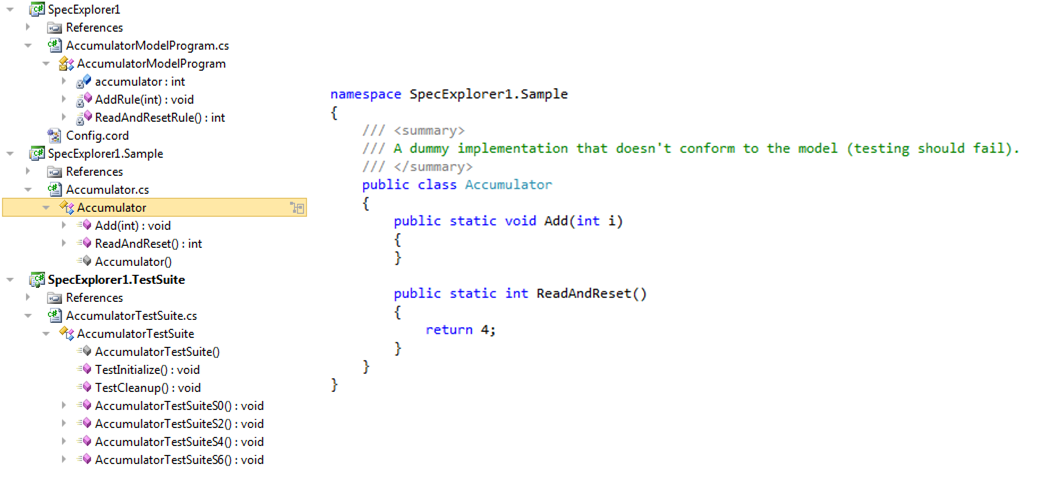 SpecExplorer1
References
AccumulatorModelProgram.cs
AccumulatorModelProgram
accumulator : int
AddRule(int) : void
ReadAndResetRule() : int
Config.cord
SpecExplorer1.Sample
References
Accumulator.cs
Accumulator
Add(int) : void
ReadAndReset() : int
Accumulator()
SpecExplorer1.TestSuite
References
AccumulatorTestSuite.cs
AccumulatorTestSuite
AccumulatorTestSuite()
TestInitialize() : void
TestCleanup() : void
AccumulatorTestSuiteS0() : void
AccumulatorTestSuiteS2() : void
AccumulatorTestSuiteS4() : void
AccumulatorTestSuiteS6() : void
namespace SpecExplorer1.Sample
{
/// <summary>
/// A dummy implementation that doesn't conform to the model (testing should fail).
/// </summary>
public class Accumulator
{
public static void Add(int i)
{
}
public static int ReadAndReset()
{
return 4;
}
}
}